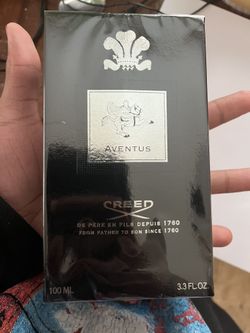 AVENTUS
CREED
DE PERE EN FILS DEPUIS 1760
FROM FATHER TO SON SINCE 1760
100 ML 3.3 FL.OZ